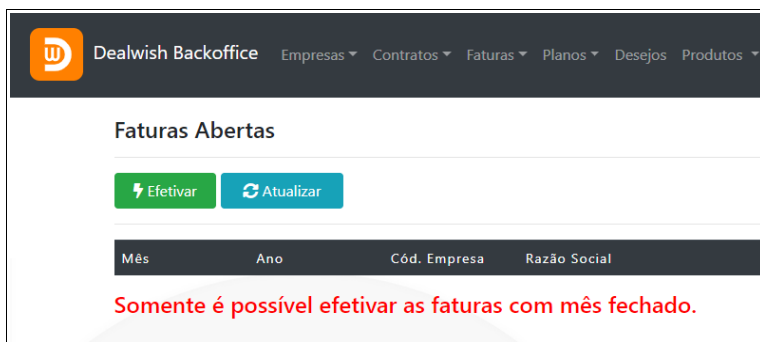 Dealwish Backoffice Empresas Contratos Faturas Planos Desejos Produtos
Faturas Abertas
Efetivar Atualizar
Mês Ano Cód. Empresa Razão Social
Somente é possível efetivar as faturas com mês fechado.